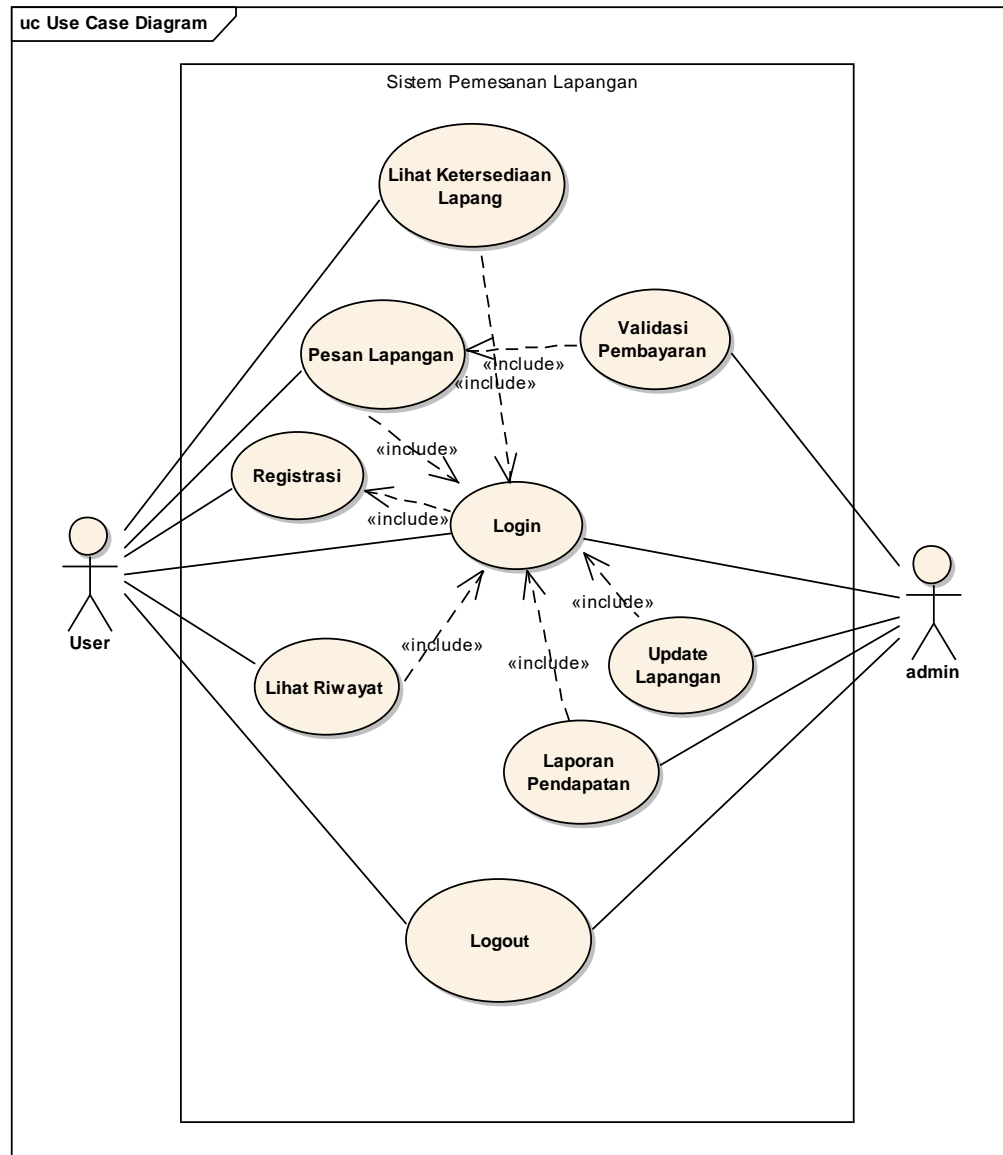 uc Use Case Diagram
Sistem Pemesanan Lapangan
Lihat Ketersediaan
Lapang
Pesan Lapangan
Validasi
Pembayaran
«include»
«include»
«include»
Registrasi
«include»
Login
User
«include»
«include»
«include»
Lihat Riwayat
Update
Lapangan
admin
Laporan
Pendapatan
Logout